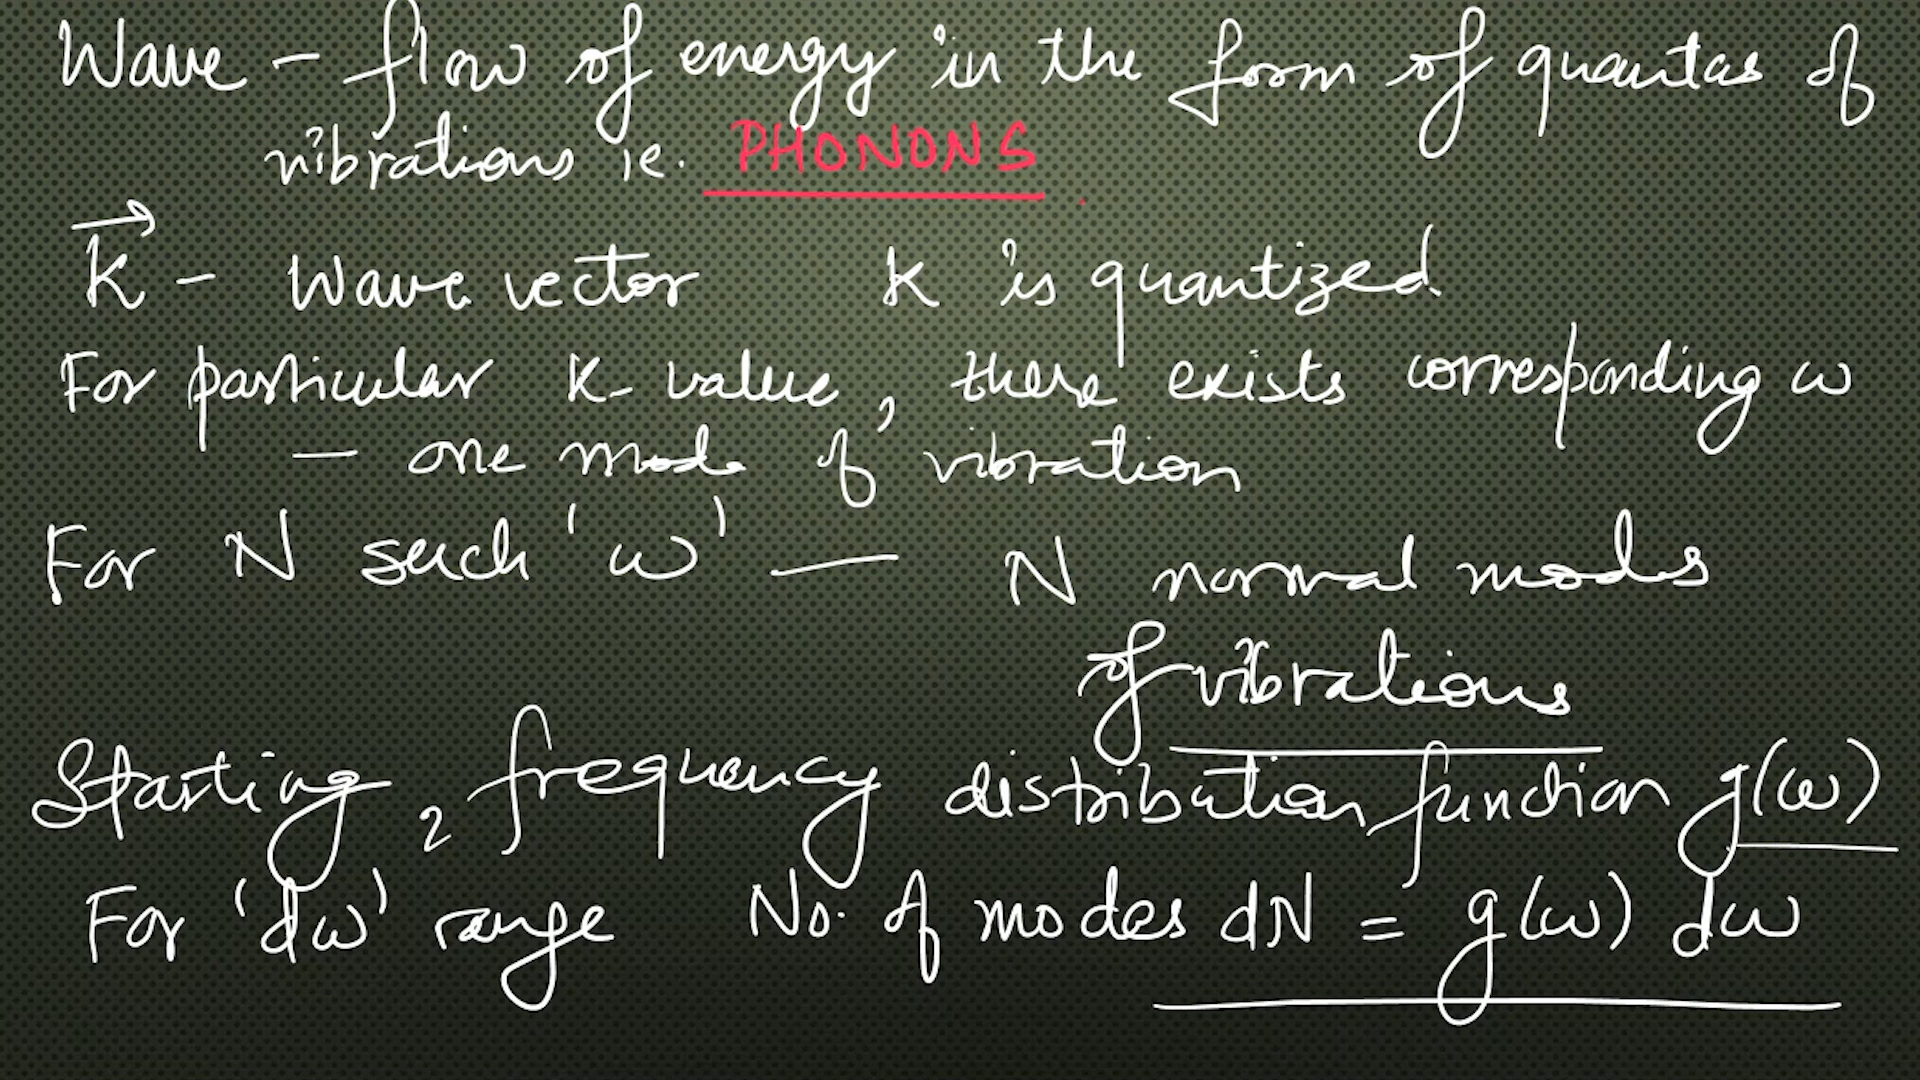 Wave - flow of energy in the form of quantas of
vibrations ie. PHONONS
k⃗ - Wave vector k is quantized
For particular k-value, there exists corresponding ω
- one mode of vibration
For N such 'ω' — N normal modes
of vibrations
Starting, frequency distribution function g(ω)
For 'dω' range No. of modes dN = g(ω) dω